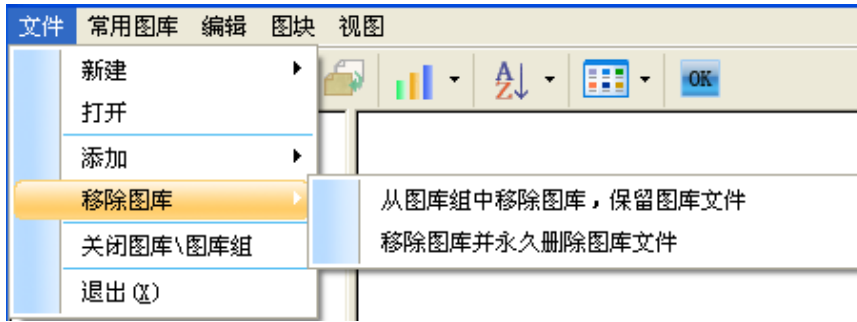 文件 常用图库 编辑 图块 视图
新建
OK
打开
添加
移除图库
从图库组中移除图库，保留图库文件
关闭图库\图库组
移除图库并永久删除图库文件
退出(X)